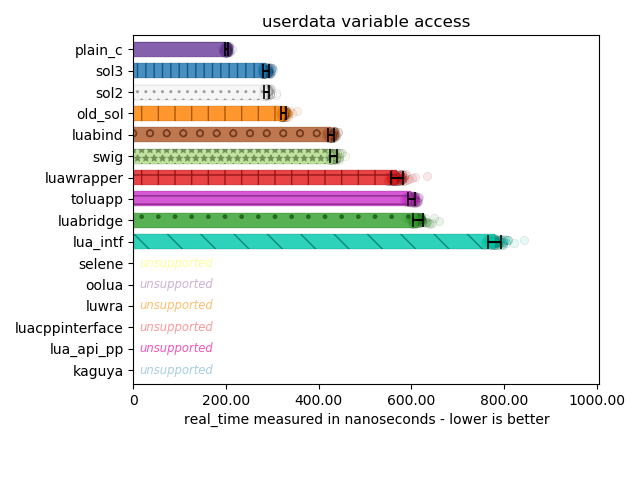 userdata variable access
plain_c
sol3
sol2
old_sol
luabind
swig
luawrapper
toluapp
luabridge
lua_intf
selene unsupported
oolua unsupported
luwra unsupported
luacppinterface unsupported
lua_api_pp unsupported
kaguya unsupported
0 200.00 400.00 600.00 800.00 1000.00
real_time measured in nanoseconds - lower is better